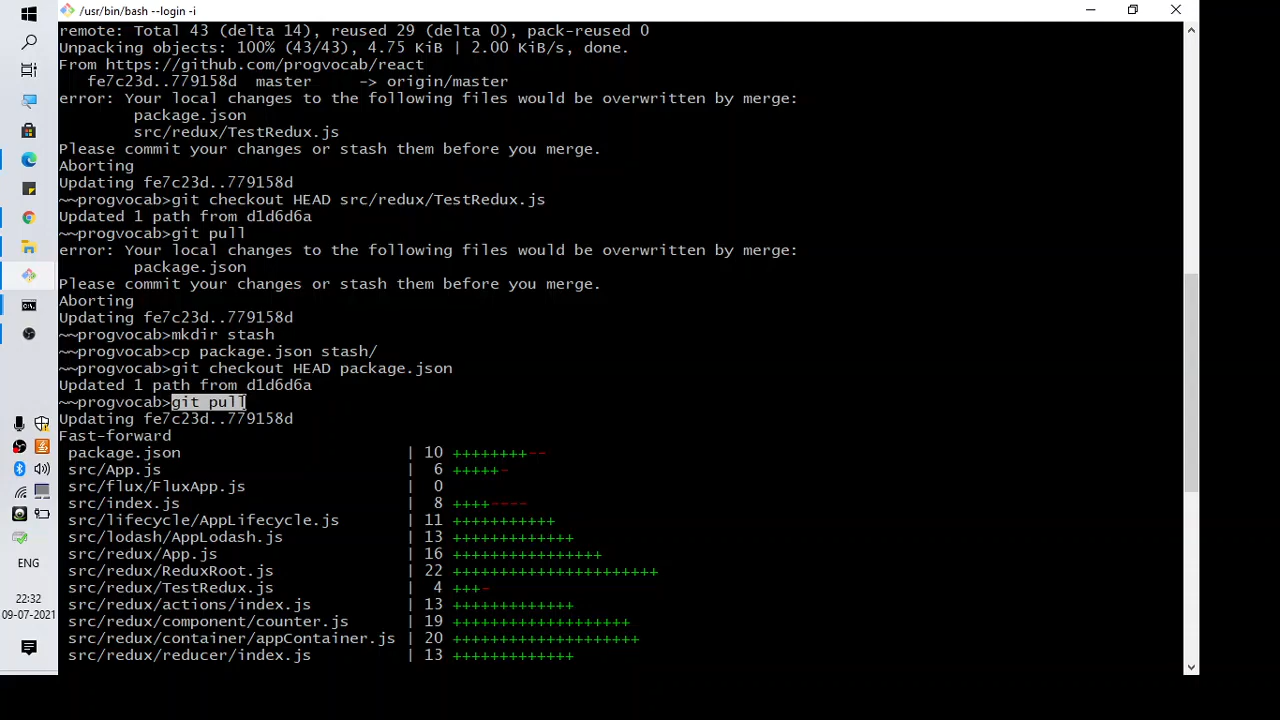 /usr/bin/bash --login -i
remote: Total 43 (delta 14), reused 29 (delta 0), pack-reused 0
Unpacking objects: 100% (43/43), 4.75 KiB | 2.00 KiB/s, done.
From https://github.com/progvocab/react
fe7c23d..779158d master -> origin/master
error: Your local changes to the following files would be overwritten by merge:
package.json
src/redux/TestRedux.js
Please commit your changes or stash them before you merge.
Aborting
Updating fe7c23d..779158d
~~progvocab>git checkout HEAD src/redux/TestRedux.js
Updated 1 path from d1d6d6a
~~progvocab>git pull
error: Your local changes to the following files would be overwritten by merge:
package.json
Please commit your changes or stash them before you merge.
Aborting
Updating fe7c23d..779158d
~~progvocab>mkdir stash
~~progvocab>cp package.json stash/
~~progvocab>git checkout HEAD package.json
Updated 1 path from d1d6d6a
~~progvocab>git pull
Updating fe7c23d..779158d
Fast-forward
package.json | 10 ++++++++--
src/App.js | 6 +++++-
src/flux/FluxApp.js | 0
src/index.js | 8 ++++----
src/lifecycle/AppLifecycle.js | 11 +++++++++++
src/lodash/AppLodash.js | 13 +++++++++++++
src/redux/App.js | 16 ++++++++++++++++
src/redux/ReduxRoot.js | 22 ++++++++++++++++++++++
src/redux/TestRedux.js | 4 +++-
src/redux/actions/index.js | 13 +++++++++++++
src/redux/component/counter.js | 19 +++++++++++++++++++
src/redux/container/appContainer.js | 20 ++++++++++++++++++++
src/redux/reducer/index.js | 13 +++++++++++++
ENG
22:32
09-07-2021